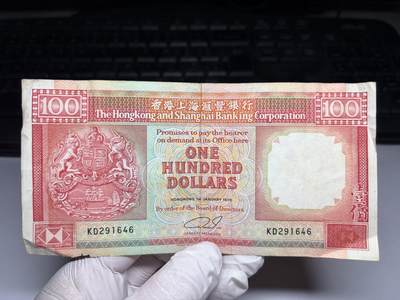 香港上海滙豐銀行
100 The Hongkong and Shanghai Banking Corporation 100
Promises to pay the bearer
on demand at its Office here
ONE
HUNDRED
DOLLARS
By order of the Board of Directors
KD291646 KD291646